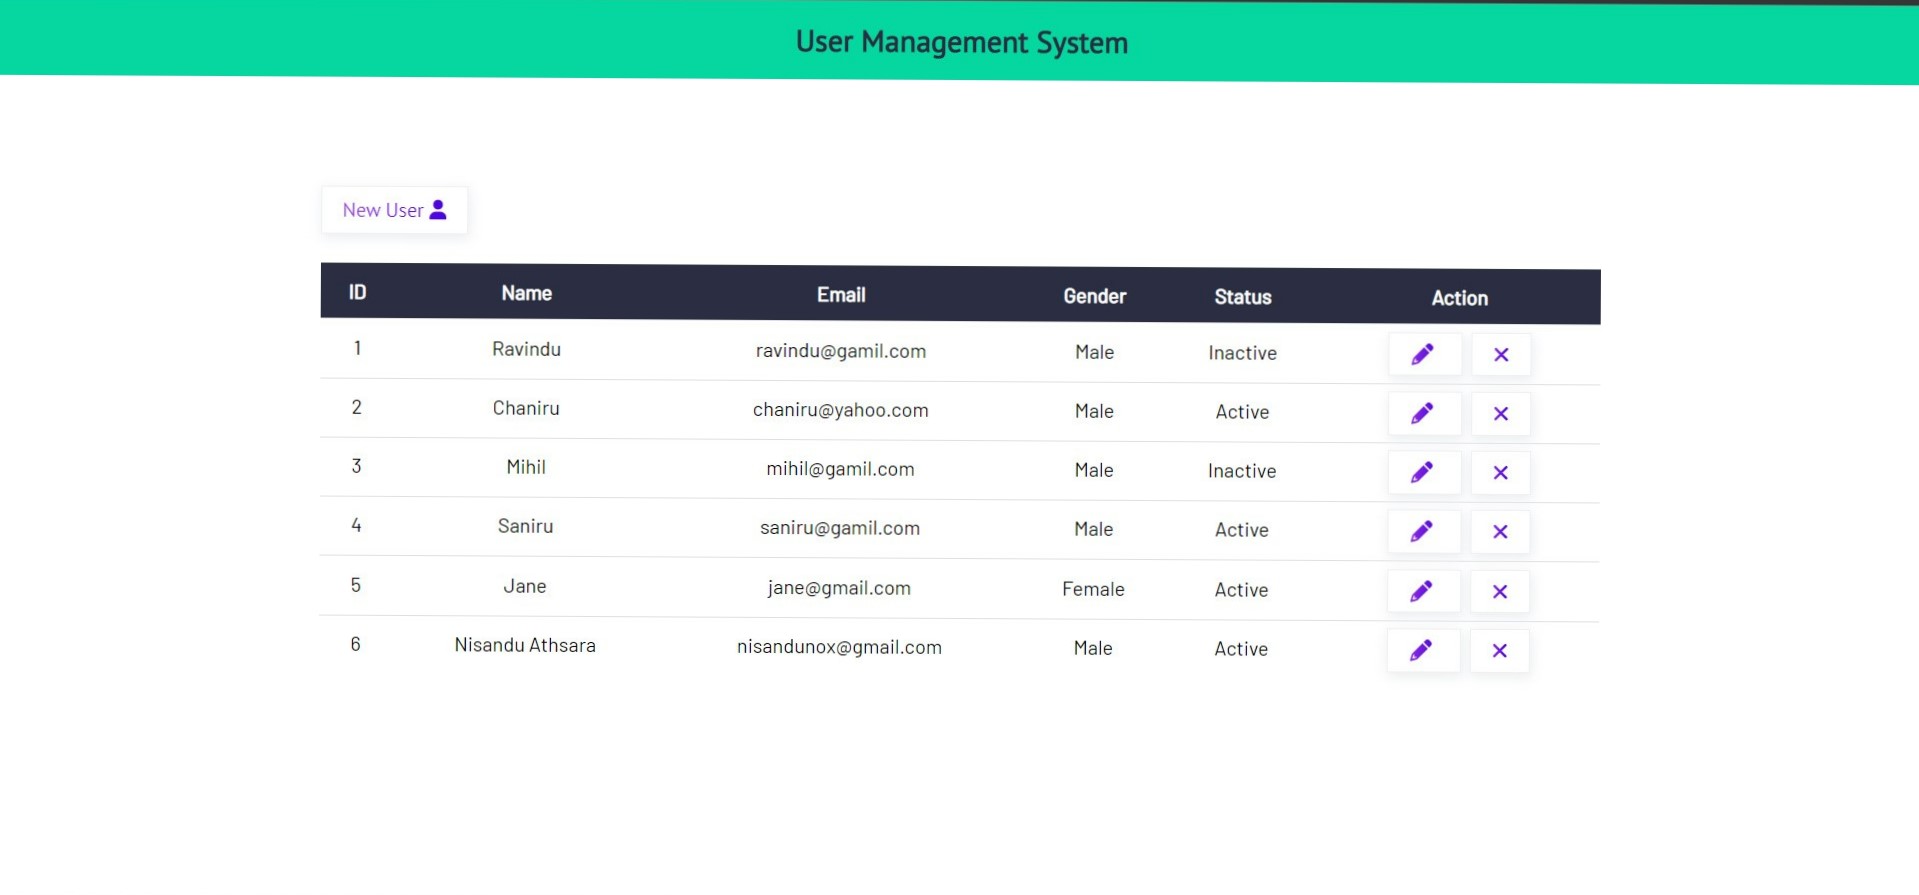 User Management System
New User
ID Name Email Gender Status Action
1 Ravindu ravindu@gamil.com Male Inactive
2 Chaniru chaniru@yahoo.com Male Active
3 Mihil mihil@gamil.com Male Inactive
4 Saniru saniru@gamil.com Male Active
5 Jane jane@gmail.com Female Active
6 Nisandu Athsara nisandunox@gmail.com Male Active